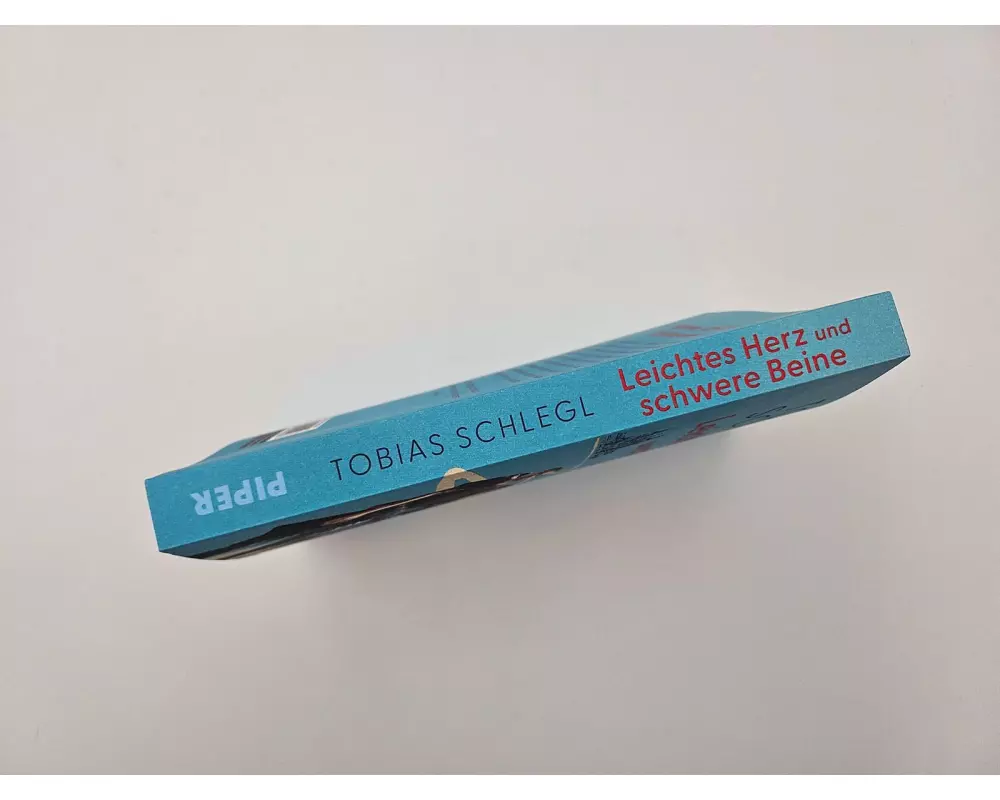 Leichtes Herz und
schwere Beine
TOBIAS SCHLEGL
PIPER